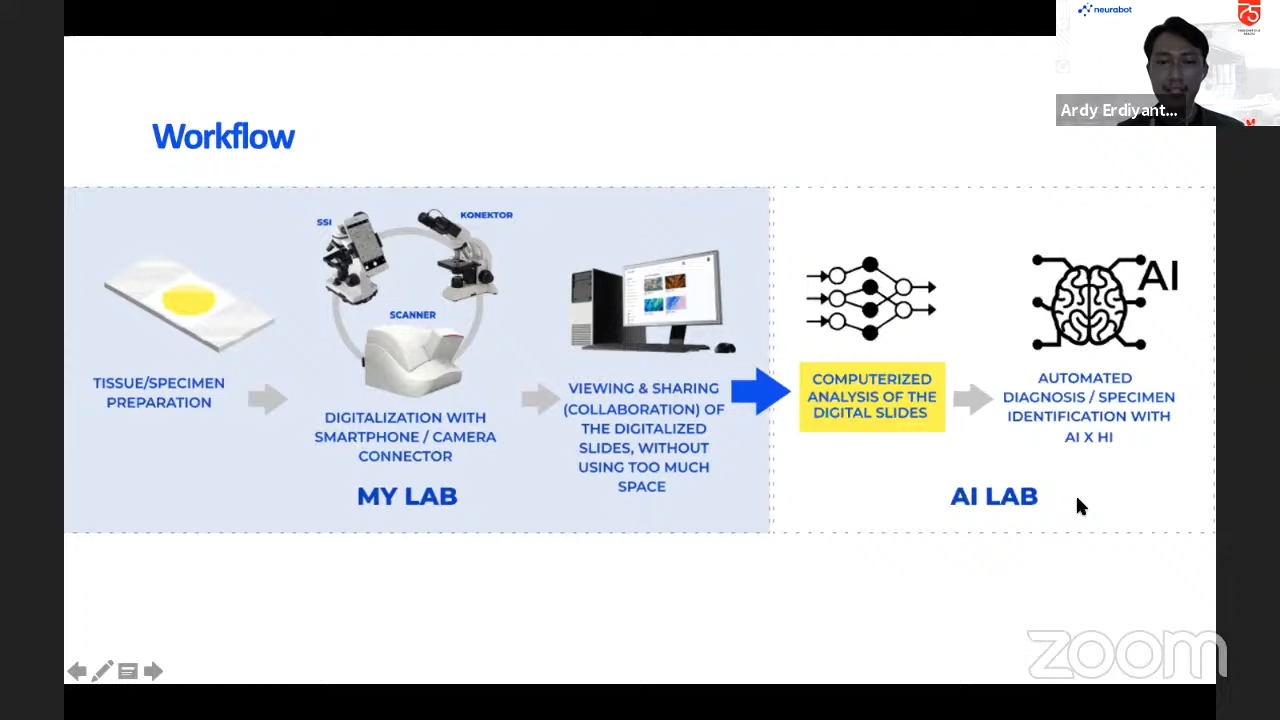 neurabot
75
Ardy Erdiyant...
Workflow
SSI
KONEKTOR
SCANNER
TISSUE/SPECIMEN
PREPARATION
DIGITALIZATION WITH
SMARTPHONE / CAMERA
CONNECTOR
VIEWING & SHARING
(COLLABORATION) OF
THE DIGITALIZED
SLIDES, WITHOUT
USING TOO MUCH
SPACE
MY LAB
COMPUTERIZED
ANALYSIS OF THE
DIGITAL SLIDES
AI
AUTOMATED
DIAGNOSIS / SPECIMEN
IDENTIFICATION WITH
AI X HI
AI LAB
zoom